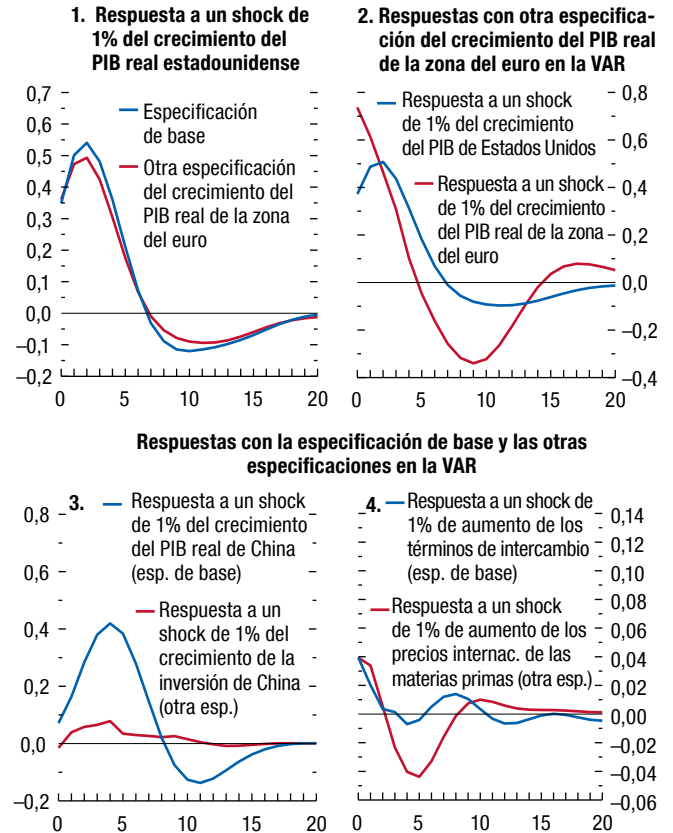 1. Respuesta a un shock de
1% del crecimiento del
PIB real estadounidense
0,7
0,6
0,5
0,4
0,3
0,2
0,1
0,0
–0,1
–0,2
Especificación
de base
Otra especificación
del crecimiento del
PIB real de la zona
del euro
0 5 10 15 20
2. Respuestas con otra especifica-
ción del crecimiento del PIB real
de la zona del euro en la VAR
Respuesta a un shock
de 1% del crecimiento
del PIB de Estados Unidos
Respuesta a un shock
de 1% del crecimiento
del PIB real de la zona
del euro
0,8
0,6
0,4
0,2
0,0
–0,2
–0,4
0 5 10 15 20
Respuestas con la especificación de base y las otras
especificaciones en la VAR
3.
0,8
0,6
0,4
0,2
0,0
–0,2
Respuesta a un shock
de 1% del crecimiento
del PIB real de China
(esp. de base)
Respuesta a un
shock de 1% del
crecimiento de la
inversión de China
(otra esp.)
0 5 10 15 20
4.
Respuesta a un shock de
1% de aumento de los
términos de intercambio
(esp. de base)
Respuesta a un shock
de 1% de aumento de los
precios internac. de las
materias primas (otra esp.)
0,14
0,12
0,10
0,08
0,06
0,04
0,02
0,00
–0,02
–0,04
–0,06
0 5 10 15 20